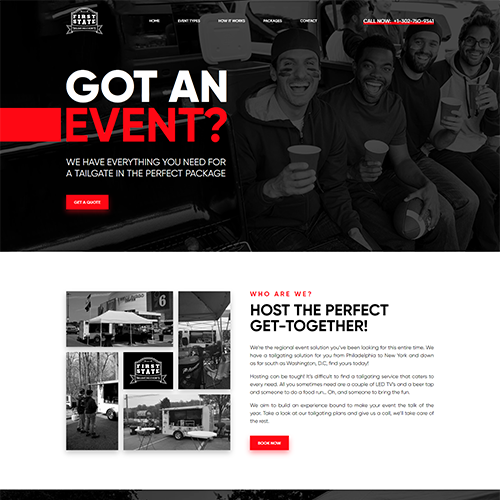 FIRST
STATE
HOME
EVENT TYPES
HOW IT WORKS
PACKAGES
CONTACT
CALL NOW: +1-302-750-9341
GOT AN
EVENT?
WE HAVE EVERYTHING YOU NEED FOR
A TAILGATE IN THE PERFECT PACKAGE
GET A QUOTE
6
FIRST
STATE
WHO ARE WE?
HOST THE PERFECT
GET-TOGETHER!
We're the regional event solution you've been looking for this entire time. We
have a tailgating solution for you from Philadelphia to New York and down
as far south as Washington, D.C, find yours today!
Hosting can be tough! It's difficult to find a tailgating service that caters to
every need. All you sometimes need are a couple of LED TV's and a beer tap
and someone to do a food run... Oh, and someone to bring the fun.
We aim to build an experience bound to make your event the talk of the
year. Take a look at our tailgating plans and give us a call, we'll take care of
the rest.
BOOK NOW